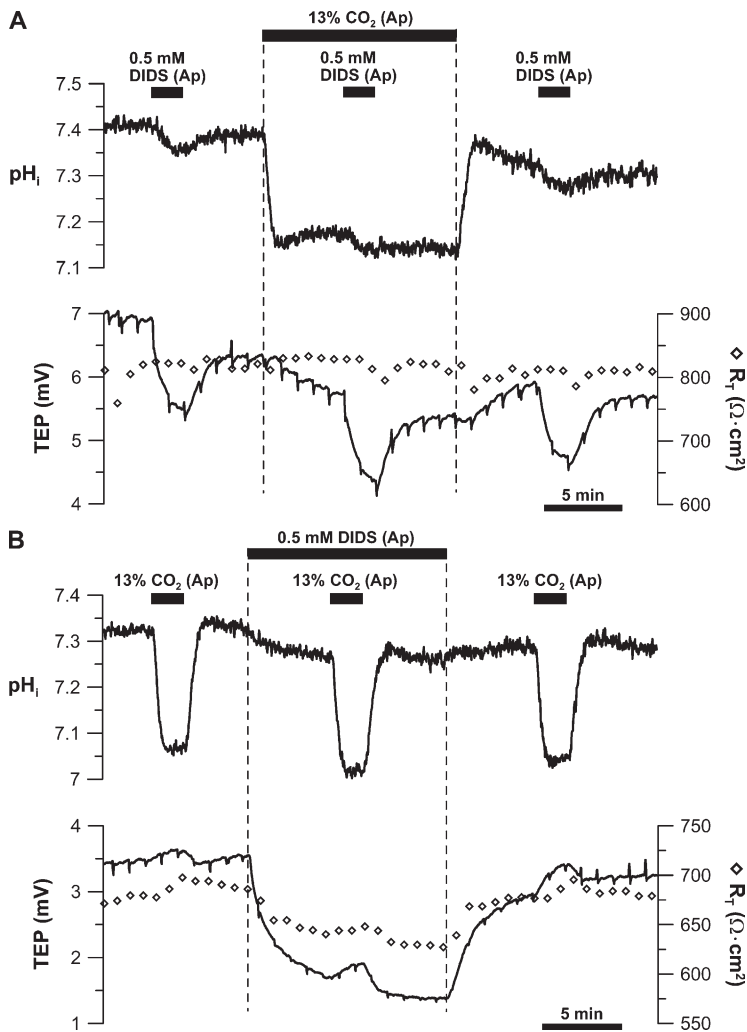 A
13% CO₂ (Ap)
0.5 mM 0.5 mM 0.5 mM
DIDS (Ap) DIDS (Ap) DIDS (Ap)
7.5
7.4
pHᵢ
7.3
7.2
7.1
7 900
6 800
TEP (mV)
◇ R_T (Ω·cm²)
5 700
5 min
4 600
B
0.5 mM DIDS (Ap)
13% CO₂ (Ap) 13% CO₂ (Ap) 13% CO₂ (Ap)
7.4
7.3
7.2
pHᵢ
7.1
7
4 750
3 700
TEP (mV)
◇ R_T (Ω·cm²)
650
2
600
5 min
1 550